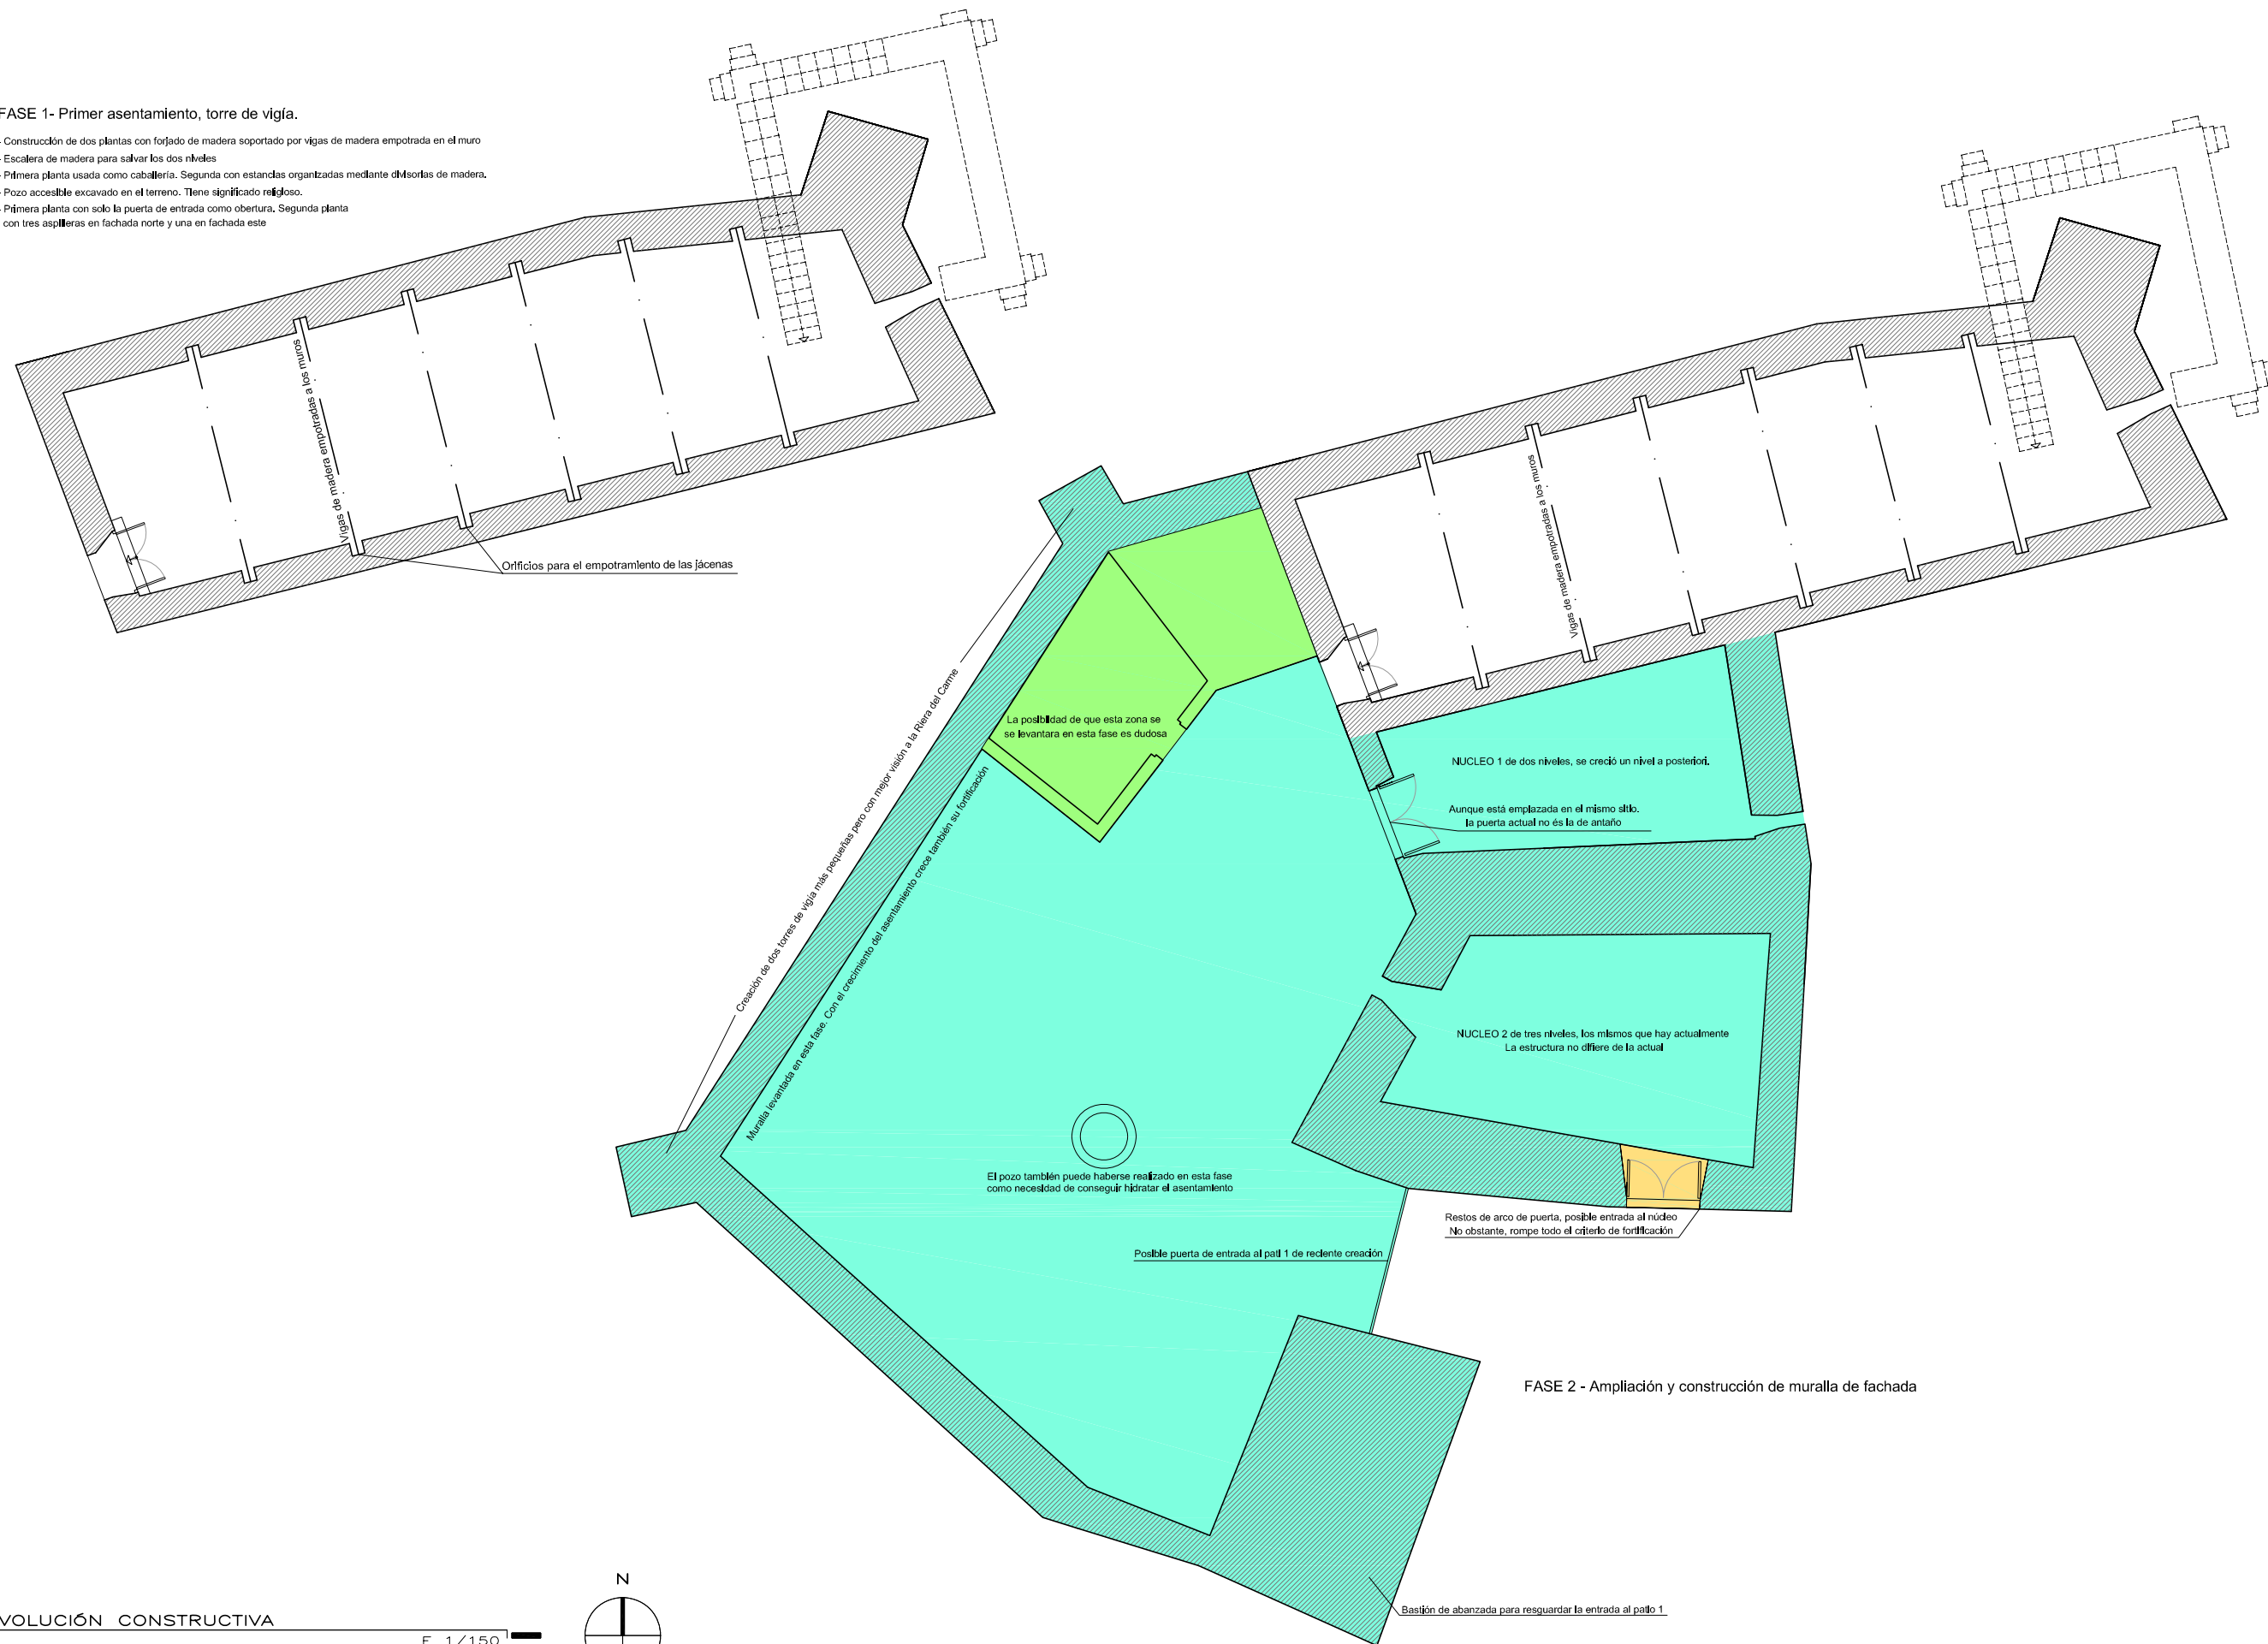 FASE 1- Primer asentamiento, torre de vigía.
- Construcción de dos plantas con forjado de madera soportado por vigas de madera empotrada en el muro
- Escalera de madera para salvar los dos niveles
- Primera planta usada como caballería. Segunda con estancias organizadas mediante divisorias de madera.
- Pozo accesible excavado en el terreno. Tiene significado religioso.
- Primera planta con solo la puerta de entrada como obertura. Segunda planta
con tres aspilleras en fachada norte y una en fachada este
Vigas de madera empotradas a los muros
Orificios para el empotramiento de las jácenas
Vigas de madera empotradas a los muros
Creación de dos torres de vigía más pequeñas pero con mejor visión a la Riera del Carme
Muralla levantada en esta fase. Con el crecimiento del asentamiento crece también su fortificación
La posibilidad de que esta zona se
se levantara en esta fase es dudosa
NUCLEO 1 de dos niveles, se creció un nivel a posteriori.
Aunque está emplazada en el mismo sitio.
la puerta actual no és la de antaño
NUCLEO 2 de tres niveles, los mismos que hay actualmente
La estructura no difiere de la actual
El pozo también puede haberse realizado en esta fase
como necesidad de conseguir hidratar el asentamiento
Restos de arco de puerta, posible entrada al núcleo
No obstante, rompe todo el criterio de fortificación
Posible puerta de entrada al pati 1 de reciente creación
FASE 2 - Ampliación y construcción de muralla de fachada
Bastión de abanzada para resguardar la entrada al patio 1
N
VOLUCIÓN CONSTRUCTIVA
E 1/150